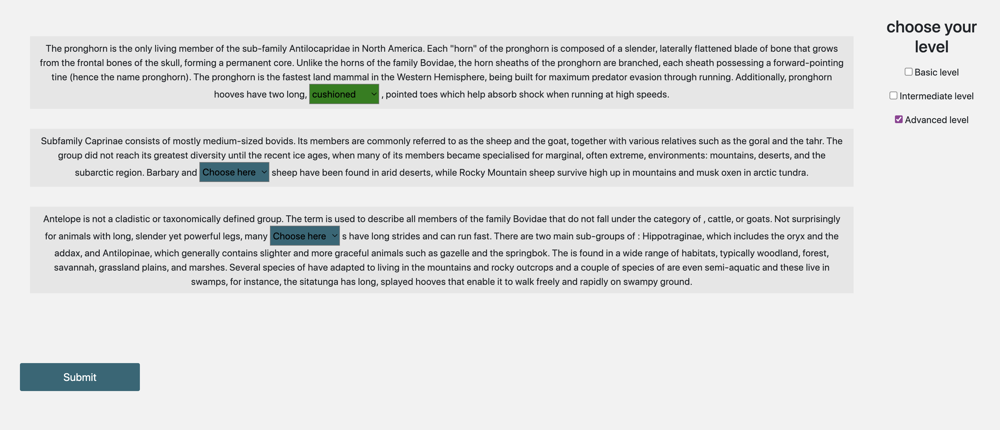 choose your
level
Basic level
Intermediate level
Advanced level
The pronghorn is the only living member of the sub-family Antilocapridae in North America. Each "horn" of the pronghorn is composed of a slender, laterally flattened blade of bone that grows
from the frontal bones of the skull, forming a permanent core. Unlike the horns of the family Bovidae, the horn sheaths of the pronghorn are branched, each sheath possessing a forward-pointing
tine (hence the name pronghorn). The pronghorn is the fastest land mammal in the Western Hemisphere, being built for maximum predator evasion through running. Additionally, pronghorn
hooves have two long, cushioned , pointed toes which help absorb shock when running at high speeds.
Subfamily Caprinae consists of mostly medium-sized bovids. Its members are commonly referred to as the sheep and the goat, together with various relatives such as the goral and the tahr. The
group did not reach its greatest diversity until the recent ice ages, when many of its members became specialised for marginal, often extreme, environments: mountains, deserts, and the
subarctic region. Barbary and Choose here sheep have been found in arid deserts, while Rocky Mountain sheep survive high up in mountains and musk oxen in arctic tundra.
Antelope is not a cladistic or taxonomically defined group. The term is used to describe all members of the family Bovidae that do not fall under the category of , cattle, or goats. Not surprisingly
for animals with long, slender yet powerful legs, many Choose here s have long strides and can run fast. There are two main sub-groups of : Hippotraginae, which includes the oryx and the
addax, and Antilopinae, which generally contains slighter and more graceful animals such as gazelle and the springbok. The is found in a wide range of habitats, typically woodland, forest,
savannah, grassland plains, and marshes. Several species of have adapted to living in the mountains and rocky outcrops and a couple of species of are even semi-aquatic and these live in
swamps, for instance, the sitatunga has long, splayed hooves that enable it to walk freely and rapidly on swampy ground.
Submit